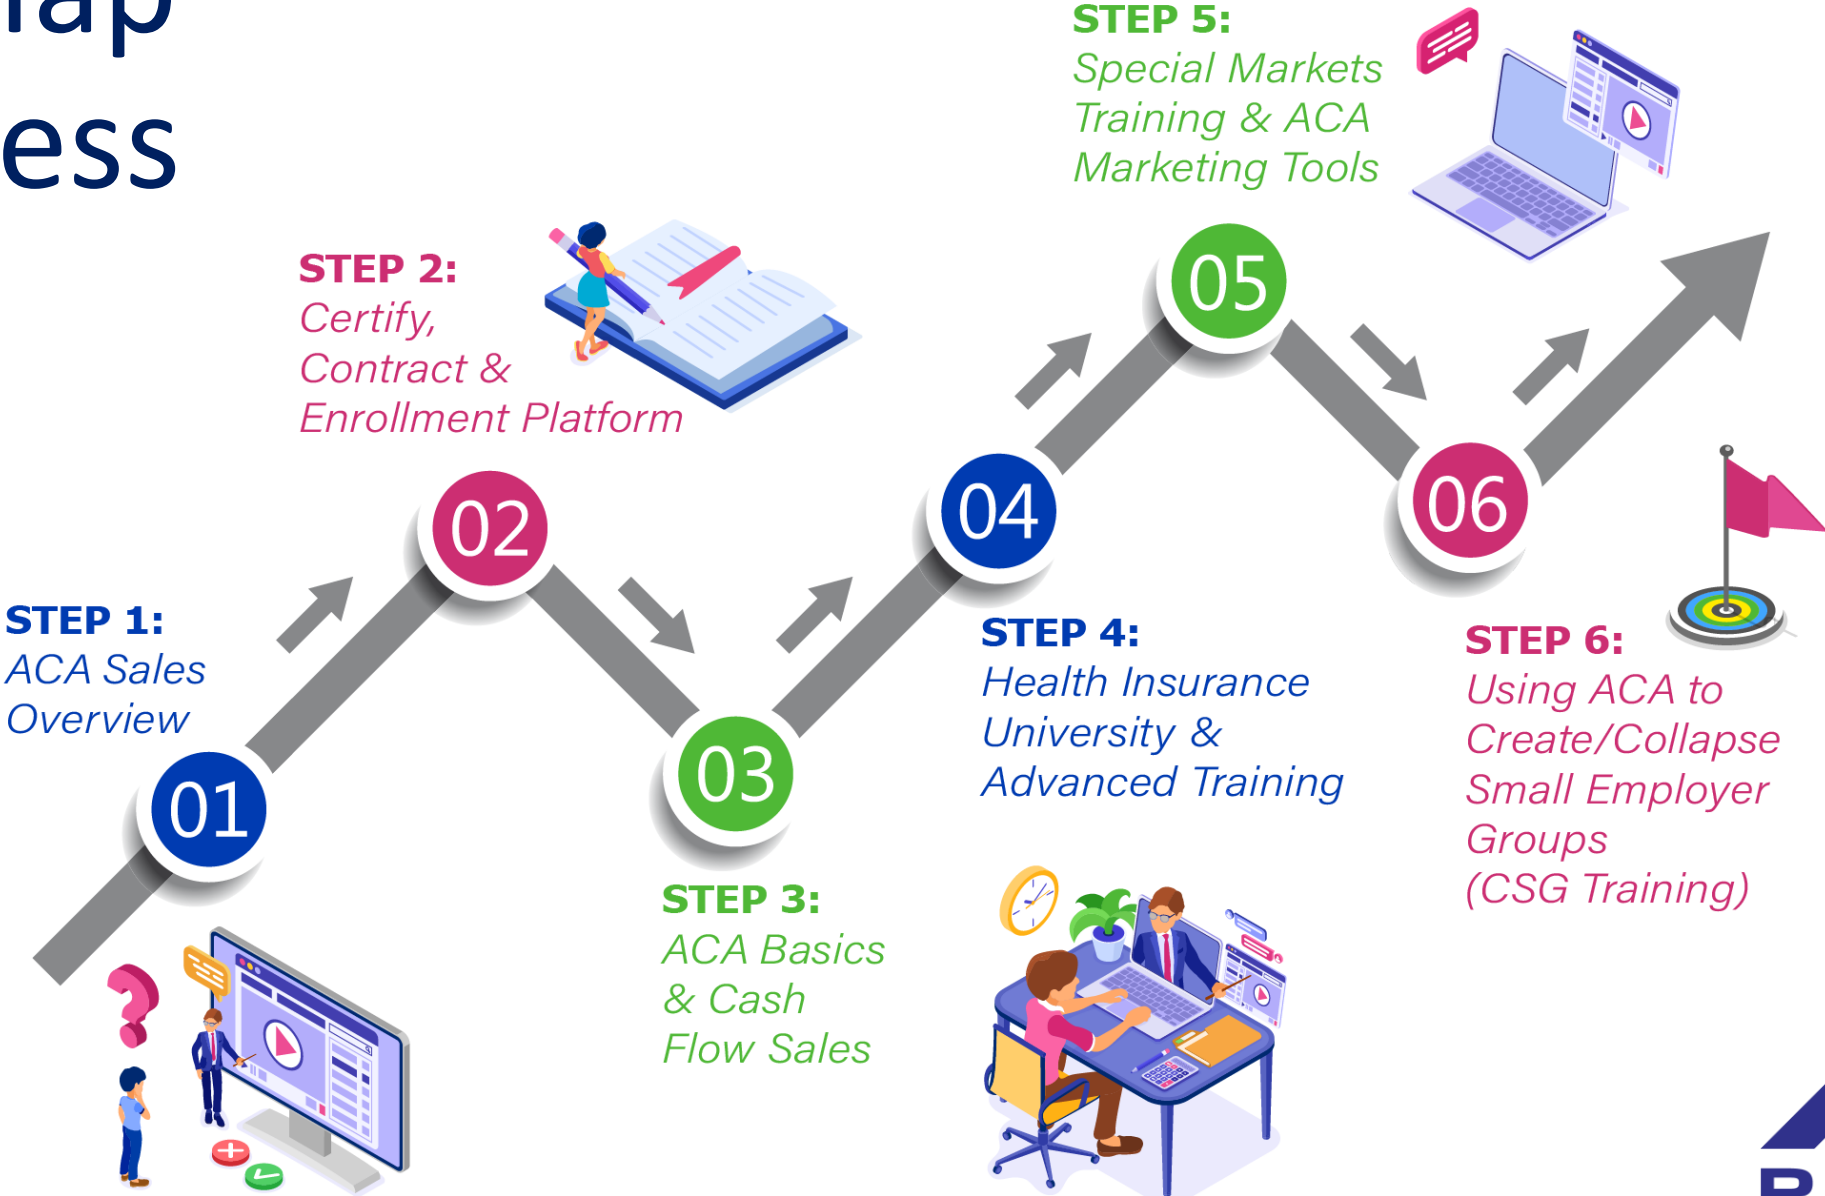 ess
STEP 1:
ACA Sales
Overview
01
STEP 2:
Certify,
Contract &
Enrollment Platform
02
03
STEP 3:
ACA Basics
& Cash
Flow Sales
04
STEP 4:
Health Insurance
University &
Advanced Training
STEP 5:
Special Markets
Training & ACA
Marketing Tools
05
06
STEP 6:
Using ACA to
Create/Collapse
Small Employer
Groups
(CSG Training)